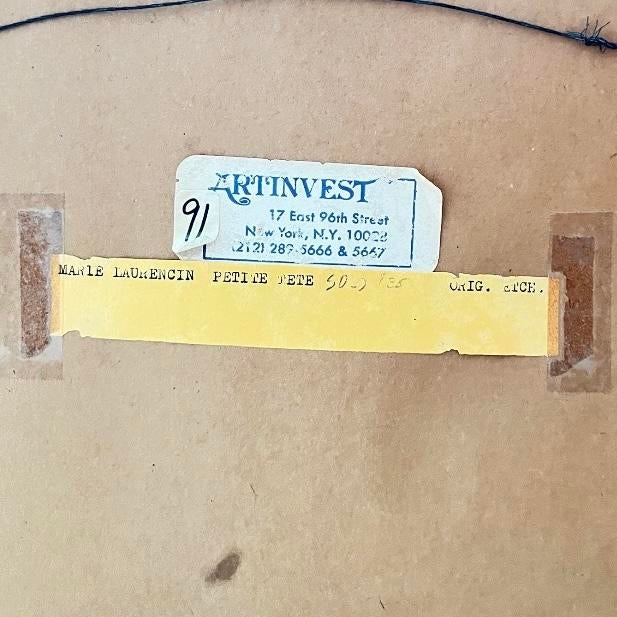 ARTINVEST
91
17 East 96th Street
New York, N.Y. 10028
(212) 289-5666 & 5667
MARIE LAURENCIN PETITE TETE ORIG. ETCH.